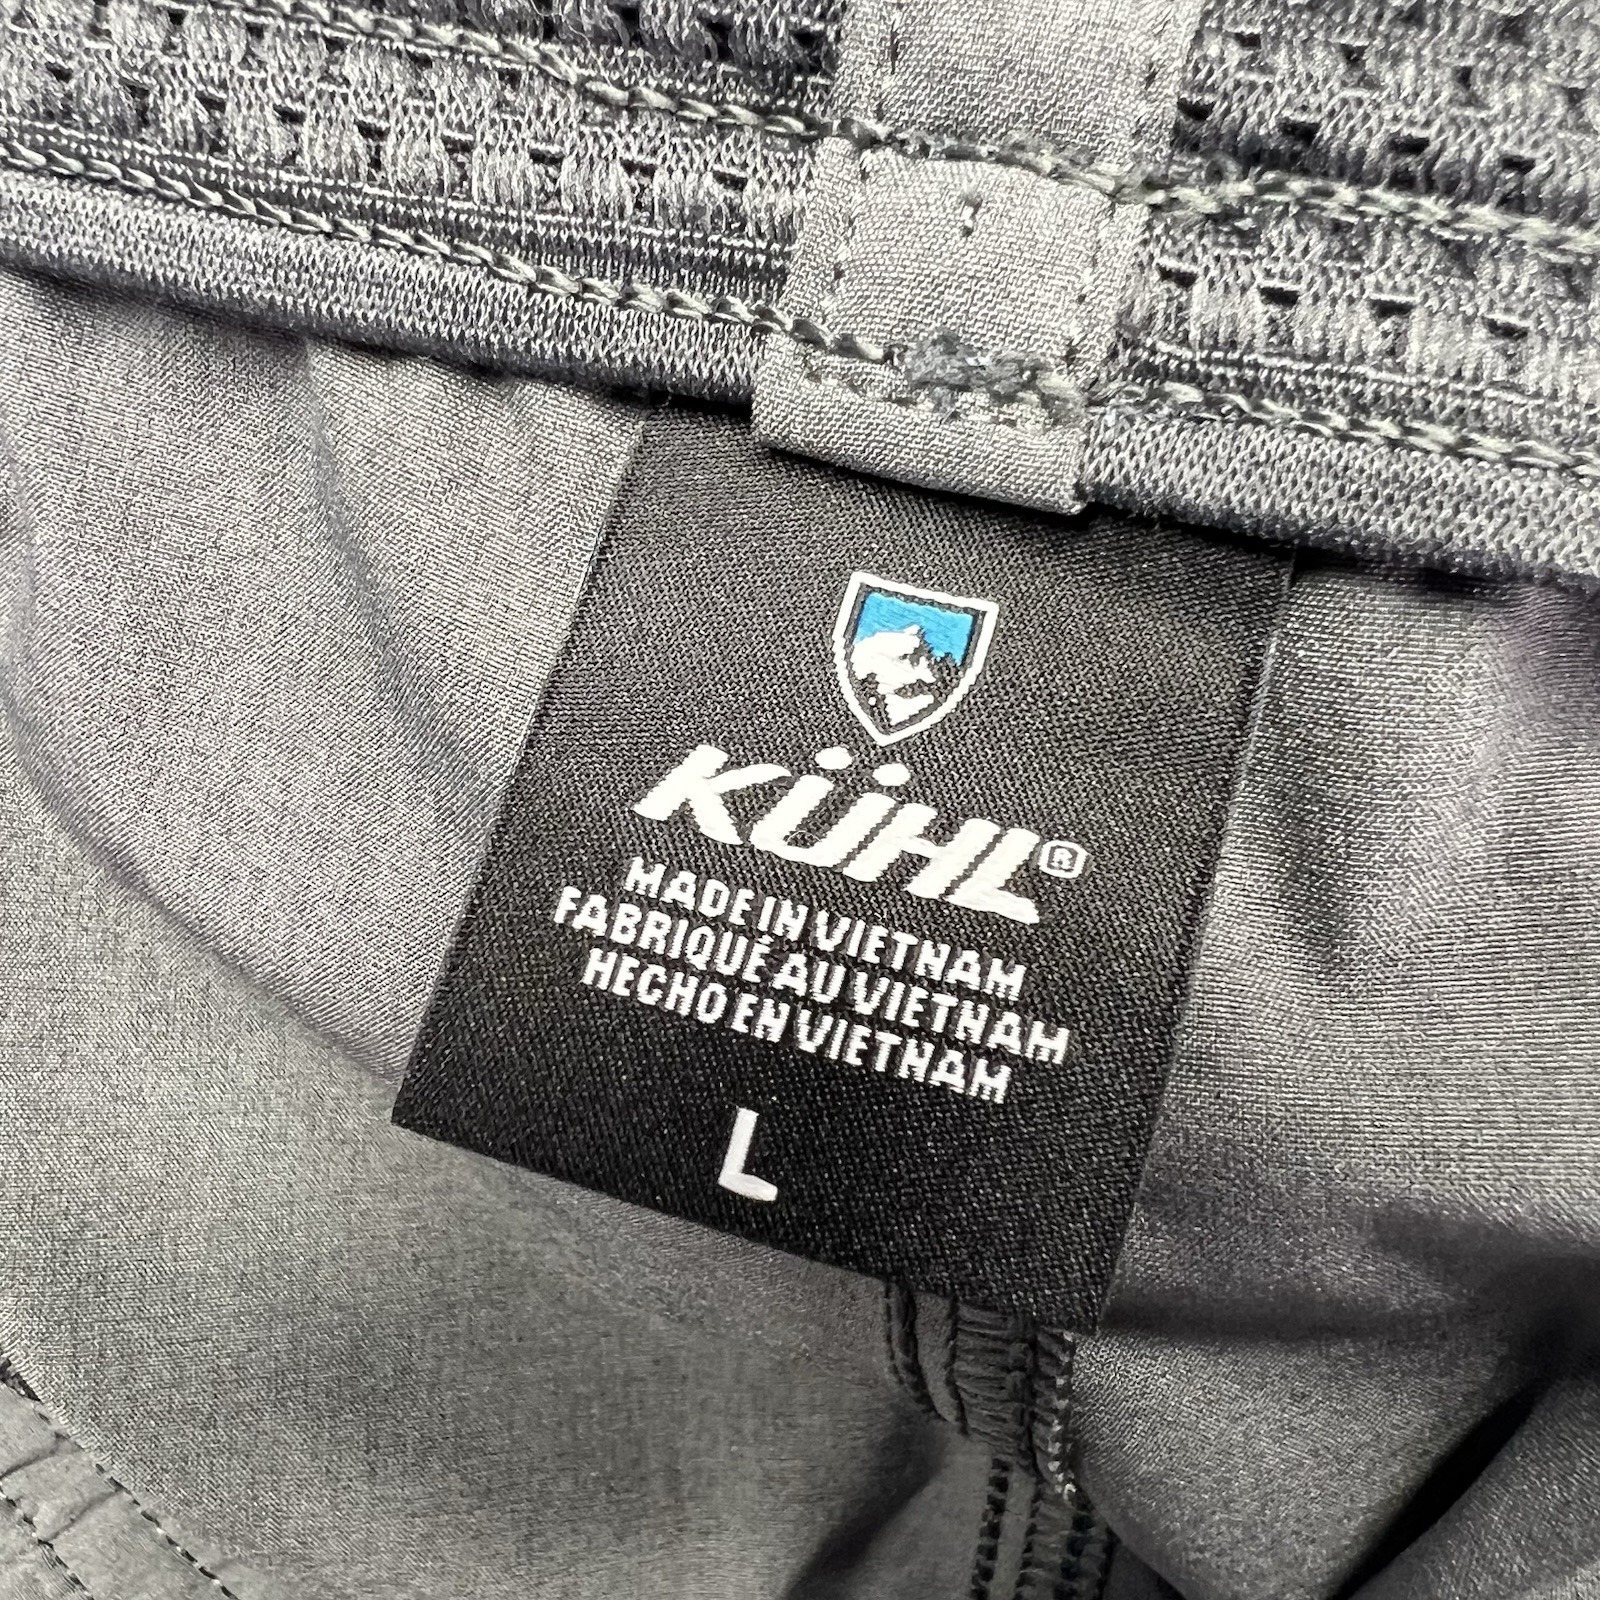 KÜHL®
MADE IN VIETNAM
FABRIQUÉ AU VIETNAM
HECHO EN VIETNAM
L